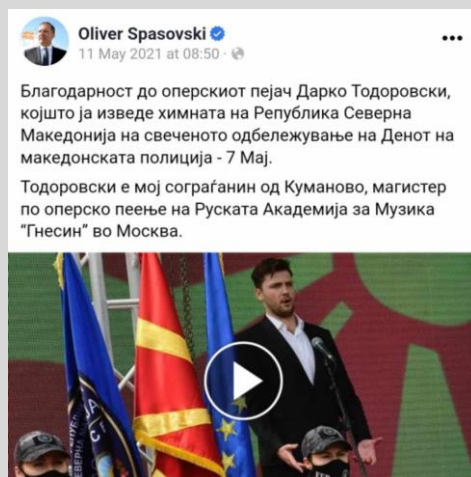 Oliver Spasovski
11 May 2021 at 08:50
Благодарност до оперскиот пејач Дарко Тодоровски,
којшто ја изведе химната на Република Северна
Македонија на свеченото одбележување на Денот на
македонската полиција - 7 Мај.
Тодоровски е мој сограѓанин од Куманово, магистер
по оперско пеење на Руската Академија за Музика
“Гнесин” во Москва.